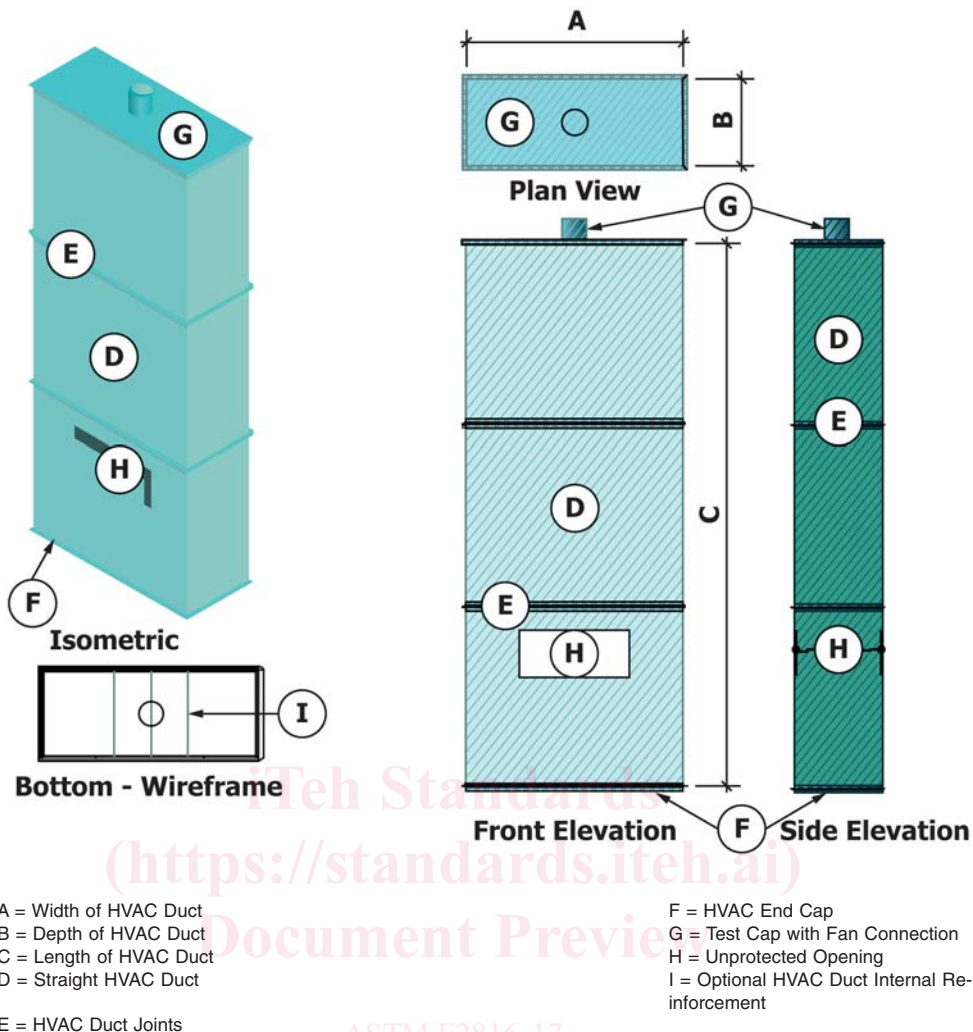 A
B
G
Plan View
G
G
E
D
H
F
Isometric
D
E
H
C
D
E
H
I
Bottom - Wireframe
Front Elevation
F
Side Elevation
iTeh Standards
(https://standards.iteh.ai)
Document Preview
A = Width of HVAC Duct
B = Depth of HVAC Duct
C = Length of HVAC Duct
D = Straight HVAC Duct
E = HVAC Duct Joints
F = HVAC End Cap
G = Test Cap with Fan Connection
H = Unprotected Opening
I = Optional HVAC Duct Internal Re-
inforcement
ASTM E2816-17